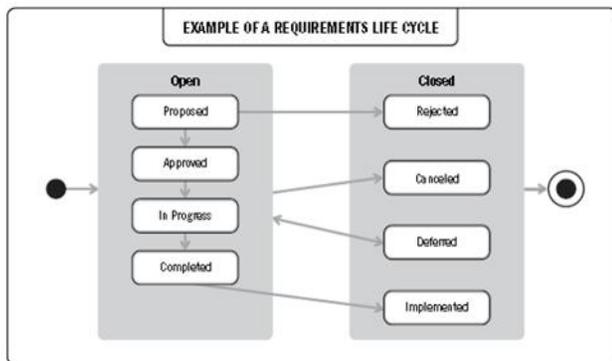 EXAMPLE OF A REQUIREMENTS LIFE CYCLE
Open
Closed
Proposed
Rejected
Approved
Canceled
In Progress
Deferred
Completed
Implemented